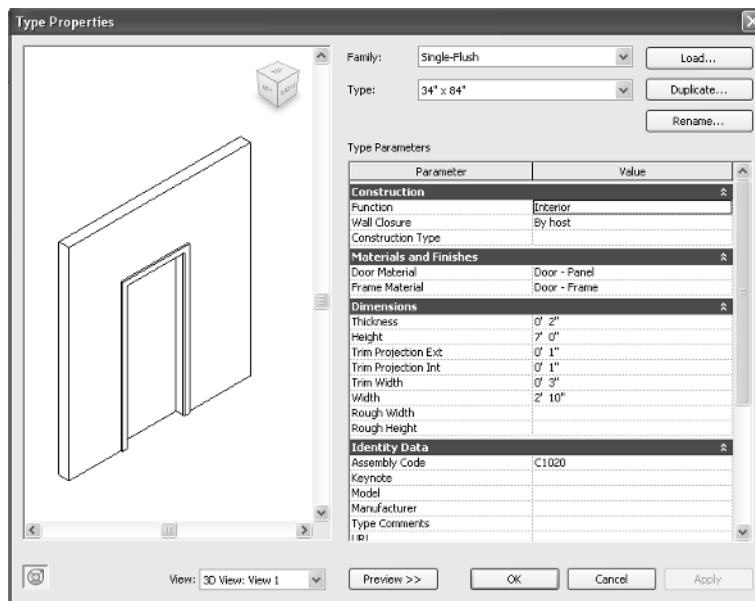 Type Properties
Family: Single-Flush Load...
Type: 34" x 84" Duplicate...
Rename...
Type Parameters
Parameter Value
Construction
Function Interior
Wall Closure By host
Construction Type
Materials and Finishes
Door Material Door - Panel
Frame Material Door - Frame
Dimensions
Thickness 0' 2"
Height 7' 0"
Trim Projection Ext 0' 1"
Trim Projection Int 0' 1"
Trim Width 0' 3"
Width 2' 10"
Rough Width
Rough Height
Identity Data
Assembly Code C1020
Keynote
Model
Manufacturer
Type Comments
URL
View: 3D View: View 1 Preview >> OK Cancel Apply